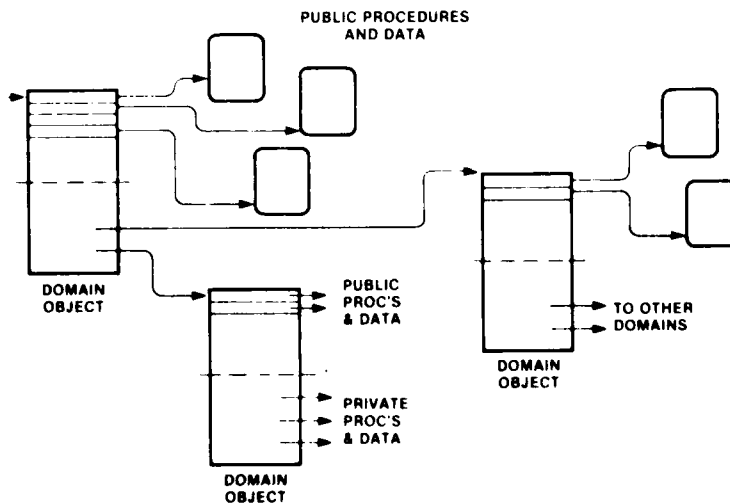 PUBLIC PROCEDURES
AND DATA
DOMAIN
OBJECT
PUBLIC
PROC'S
& DATA
TO OTHER
DOMAINS
DOMAIN
OBJECT
PRIVATE
PROC'S
& DATA
DOMAIN
OBJECT